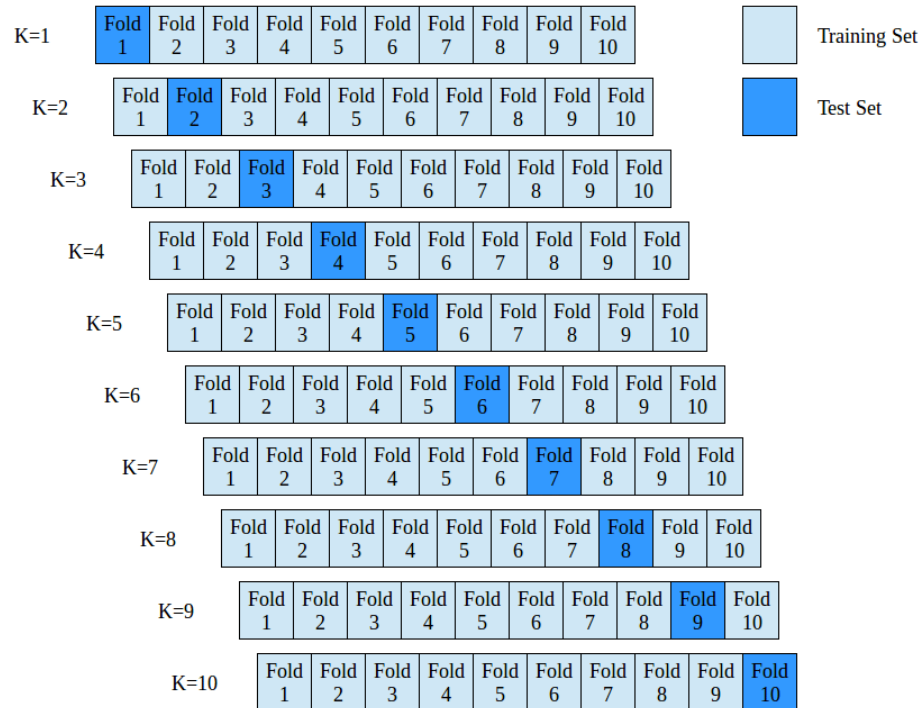 K=1 Fold 1 Fold 2 Fold 3 Fold 4 Fold 5 Fold 6 Fold 7 Fold 8 Fold 9 Fold 10 Training Set
K=2 Fold 1 Fold 2 Fold 3 Fold 4 Fold 5 Fold 6 Fold 7 Fold 8 Fold 9 Fold 10 Test Set
K=3 Fold 1 Fold 2 Fold 3 Fold 4 Fold 5 Fold 6 Fold 7 Fold 8 Fold 9 Fold 10
K=4 Fold 1 Fold 2 Fold 3 Fold 4 Fold 5 Fold 6 Fold 7 Fold 8 Fold 9 Fold 10
K=5 Fold 1 Fold 2 Fold 3 Fold 4 Fold 5 Fold 6 Fold 7 Fold 8 Fold 9 Fold 10
K=6 Fold 1 Fold 2 Fold 3 Fold 4 Fold 5 Fold 6 Fold 7 Fold 8 Fold 9 Fold 10
K=7 Fold 1 Fold 2 Fold 3 Fold 4 Fold 5 Fold 6 Fold 7 Fold 8 Fold 9 Fold 10
K=8 Fold 1 Fold 2 Fold 3 Fold 4 Fold 5 Fold 6 Fold 7 Fold 8 Fold 9 Fold 10
K=9 Fold 1 Fold 2 Fold 3 Fold 4 Fold 5 Fold 6 Fold 7 Fold 8 Fold 9 Fold 10
K=10 Fold 1 Fold 2 Fold 3 Fold 4 Fold 5 Fold 6 Fold 7 Fold 8 Fold 9 Fold 10